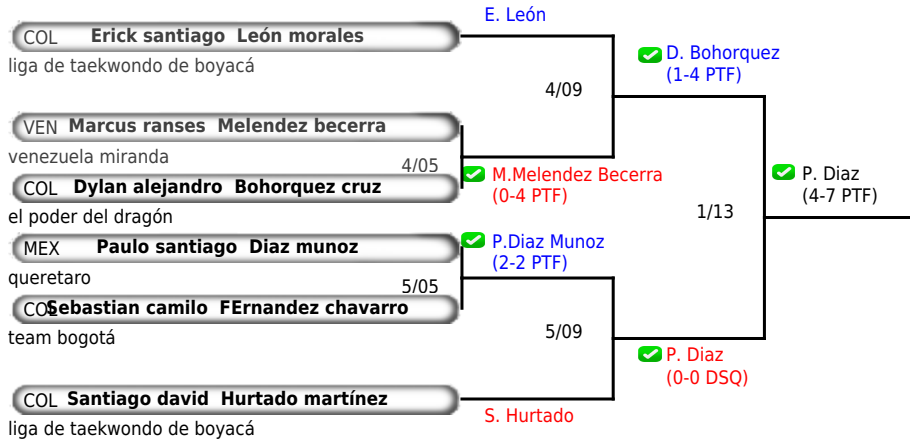 E. León
COL Erick santiago León morales
liga de taekwondo de boyacá
D. Bohorquez
(1-4 PTF)
4/09
VEN Marcus ranses Melendez becerra
venezuela miranda
4/05
M.Melendez Becerra
(0-4 PTF)
COL Dylan alejandro Bohorquez cruz
el poder del dragón
P. Diaz
(4-7 PTF)
1/13
MEX Paulo santiago Diaz munoz
queretaro
P.Diaz Munoz
(2-2 PTF)
5/05
COL Sebastian camilo FErnandez chavarro
team bogotá
5/09
P. Diaz
(0-0 DSQ)
COL Santiago david Hurtado martínez
liga de taekwondo de boyacá
S. Hurtado